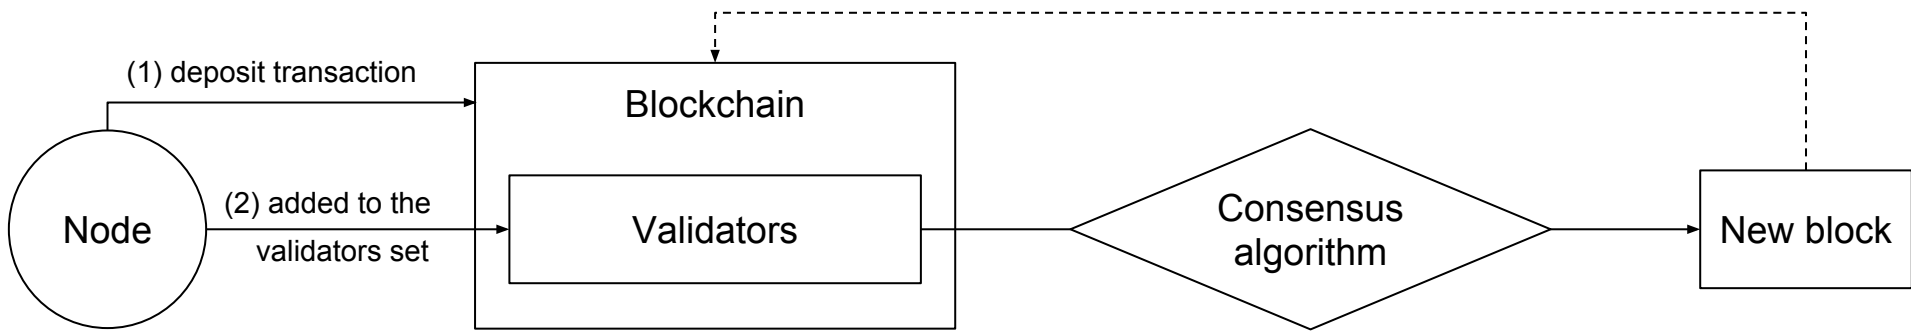 (1) deposit transaction
Blockchain
Node
(2) added to the
validators set
Validators
Consensus
algorithm
New block